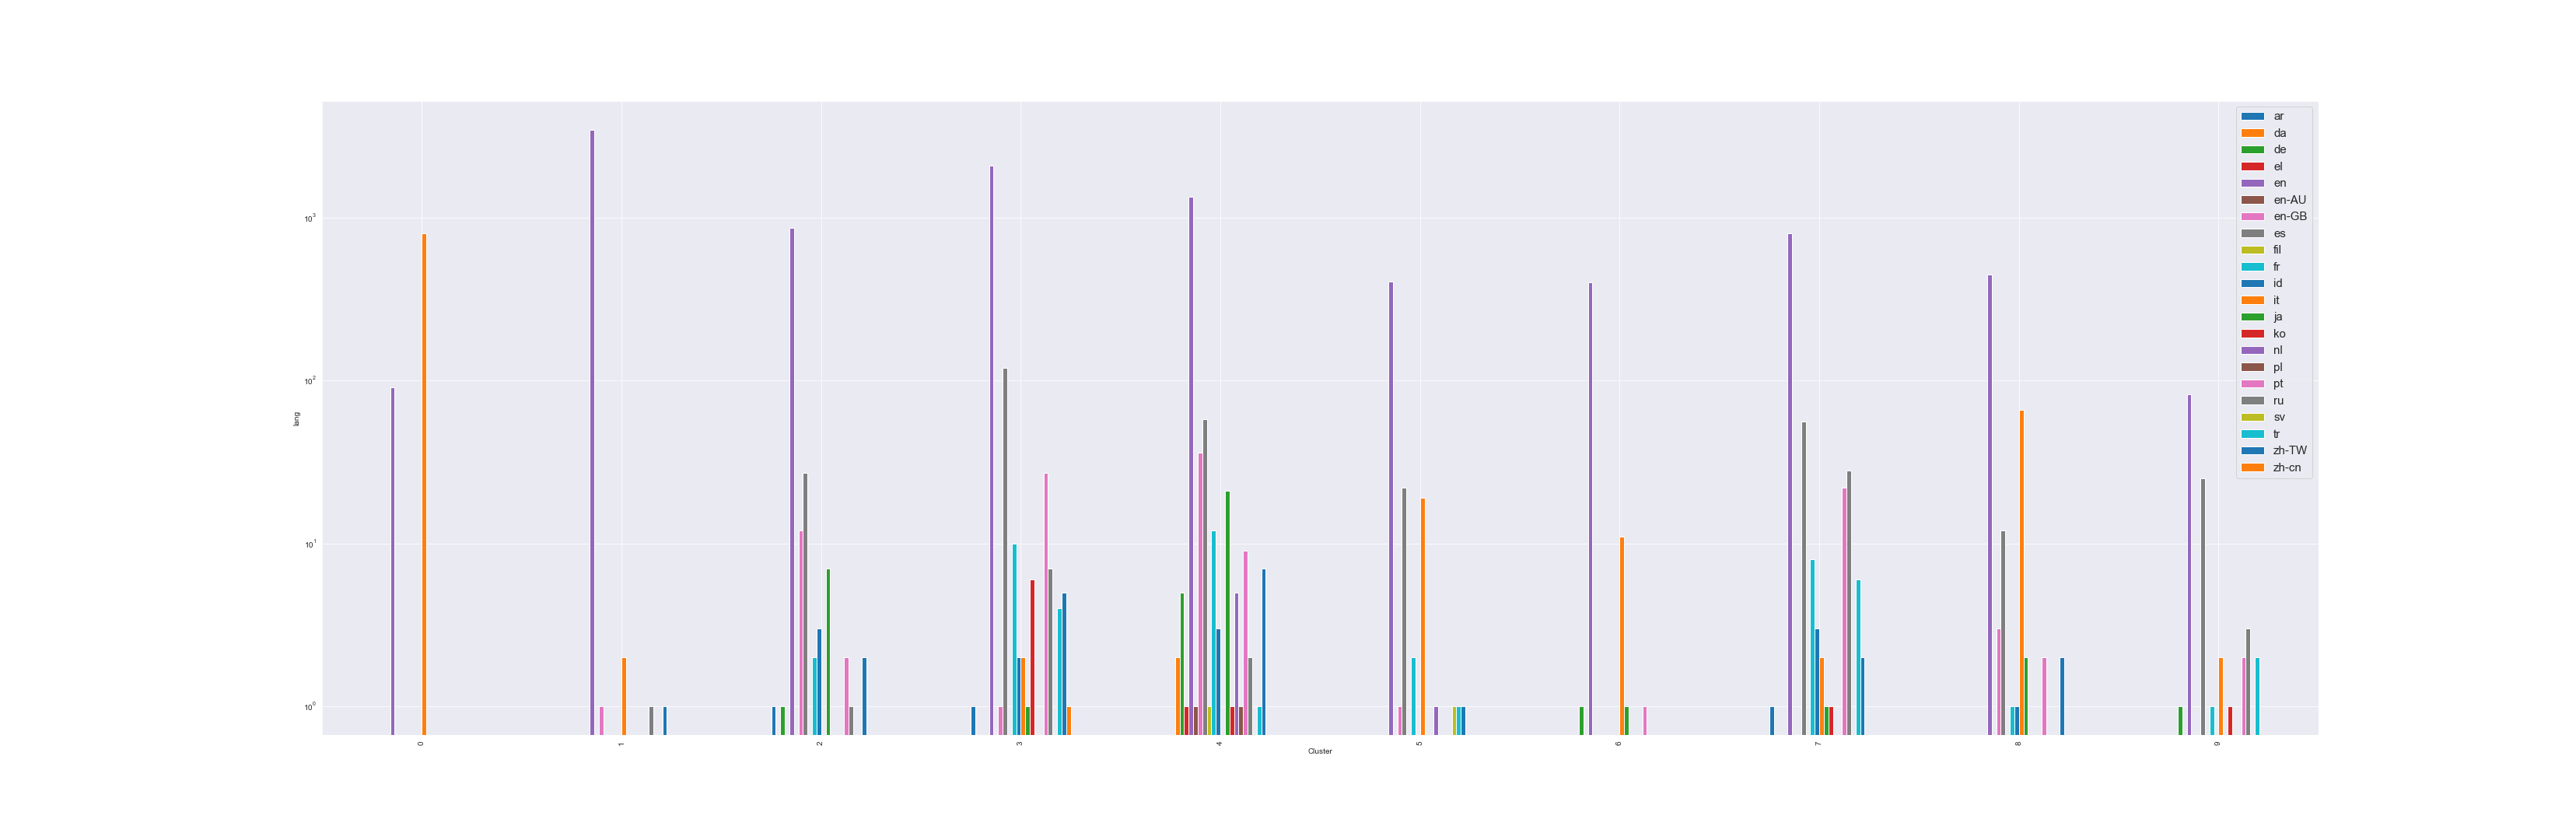 10³
10²
10¹
10⁰
lang
0
1
2
3
4
5
6
7
8
9
Cluster
ar
da
de
el
en
en-AU
en-GB
es
fil
fr
id
it
ja
ko
nl
pl
pt
ru
sv
tr
zh-TW
zh-cn